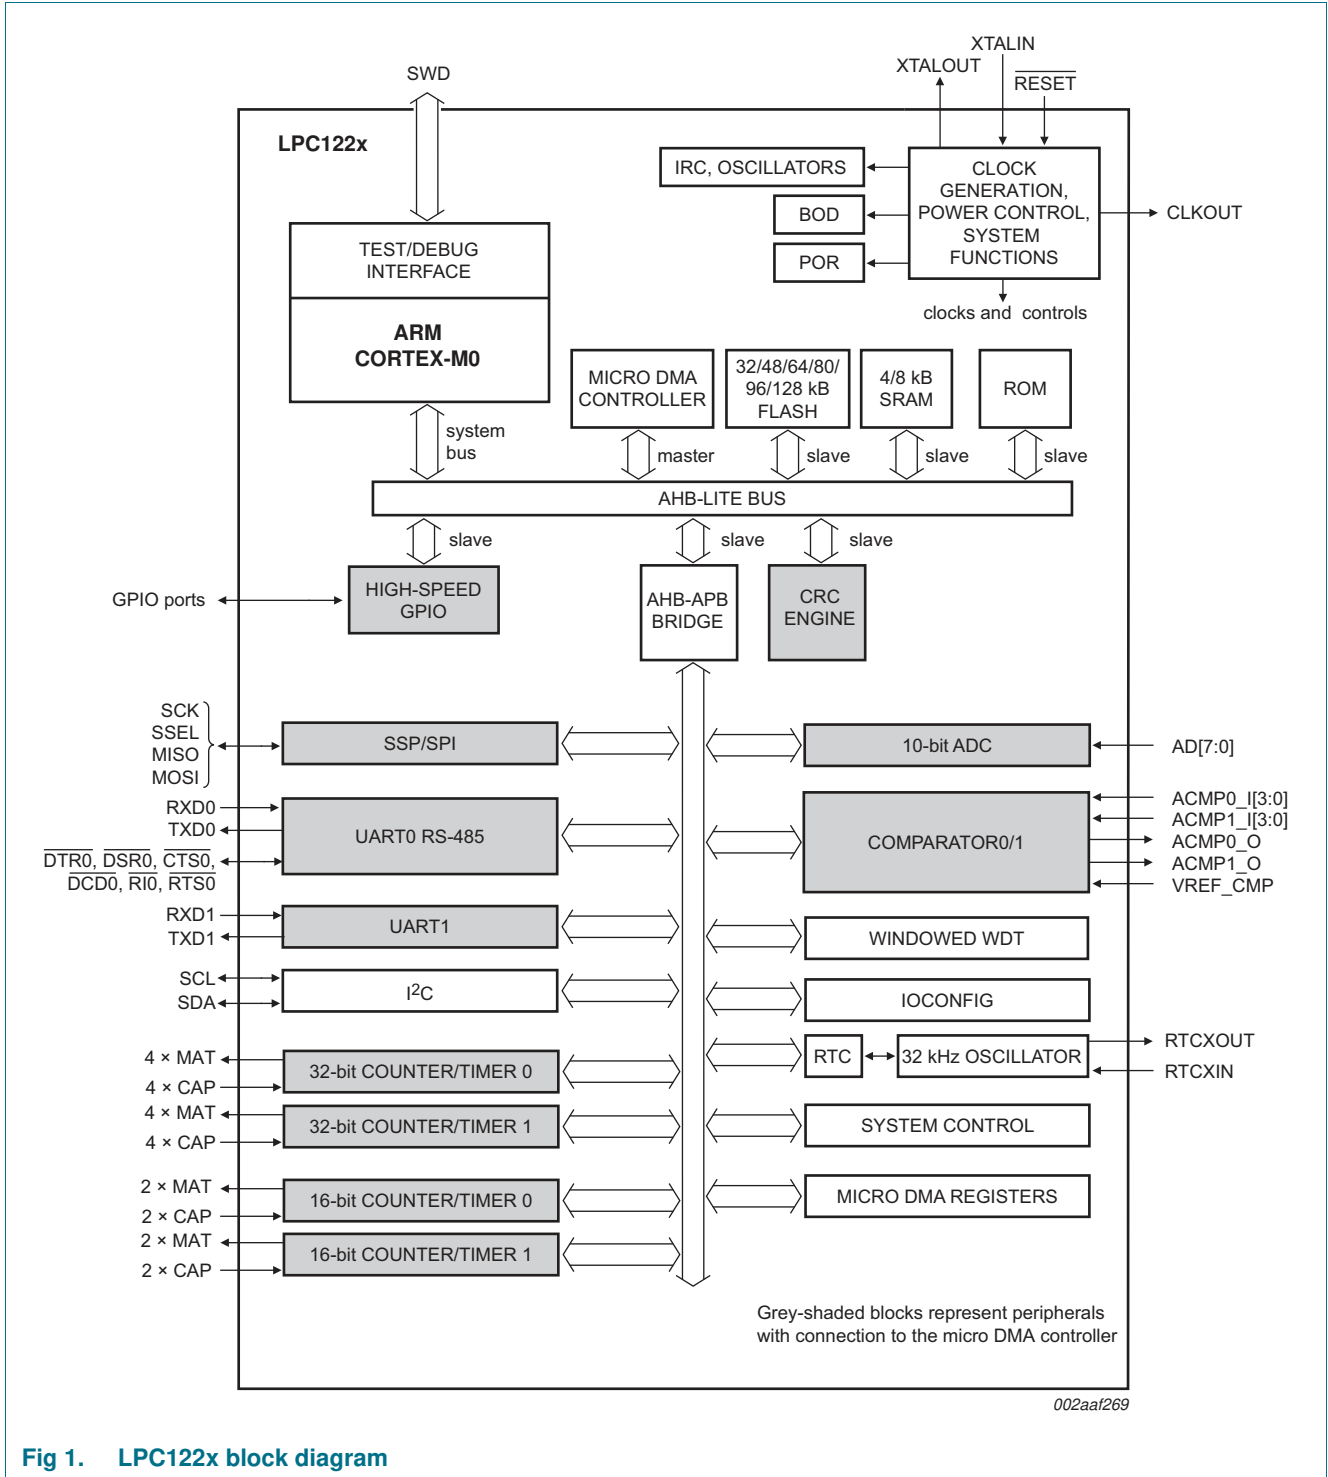 XTALIN
XTALOUT
SWD
RESET
LPC122x
IRC, OSCILLATORS
CLOCK
GENERATION,
POWER CONTROL,
SYSTEM
FUNCTIONS
BOD
CLKOUT
POR
clocks and controls
TEST/DEBUG
INTERFACE
ARM
CORTEX-M0
MICRO DMA
CONTROLLER
32/48/64/80/
96/128 kB
FLASH
4/8 kB
SRAM
ROM
system
bus
master
slave
slave
slave
AHB-LITE BUS
slave
slave
slave
GPIO ports
HIGH-SPEED
GPIO
AHB-APB
BRIDGE
CRC
ENGINE
SCK
SSEL
MISO
MOSI
SSP/SPI
10-bit ADC
AD[7:0]
RXD0
TXD0
DTR0, DSR0, CTS0,
DCD0, RI0, RTS0
UART0 RS-485
COMPARATOR0/1
ACMP0_I[3:0]
ACMP1_I[3:0]
ACMP0_O
ACMP1_O
VREF_CMP
RXD1
TXD1
UART1
WINDOWED WDT
SCL
SDA
I2C
IOCONFIG
4 × MAT
4 × CAP
32-bit COUNTER/TIMER 0
RTC
32 kHz OSCILLATOR
RTCXOUT
RTCXIN
4 × MAT
4 × CAP
32-bit COUNTER/TIMER 1
SYSTEM CONTROL
2 × MAT
2 × CAP
16-bit COUNTER/TIMER 0
MICRO DMA REGISTERS
2 × MAT
2 × CAP
16-bit COUNTER/TIMER 1
Grey-shaded blocks represent peripherals
with connection to the micro DMA controller
002aaf269
Fig 1. LPC122x block diagram